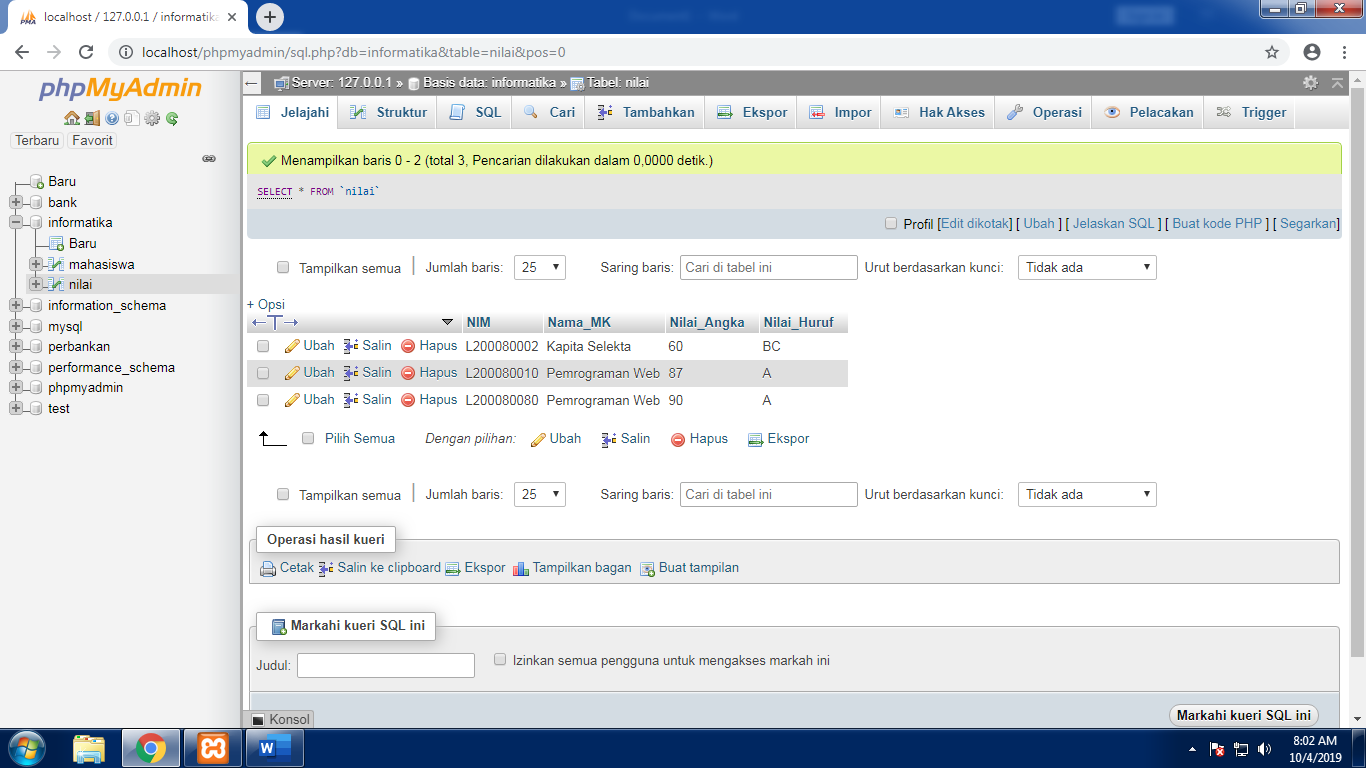 localhost / 127.0.0.1 / informatika
localhost/phpmyadmin/sql.php?db=informatika&table=nilai&pos=0
phpMyAdmin
Terbaru Favorit
Baru
bank
informatika
Baru
mahasiswa
nilai
information_schema
mysql
perbankan
performance_schema
phpmyadmin
test
Server: 127.0.0.1 » Basis data: informatika » Tabel: nilai
Jelajahi Struktur SQL Cari Tambahkan Ekspor Impor Hak Akses Operasi Pelacakan Trigger
Menampilkan baris 0 - 2 (total 3, Pencarian dilakukan dalam 0,0000 detik.)
SELECT * FROM `nilai`
Profil [Edit dikotak] [ Ubah ] [ Jelaskan SQL ] [ Buat kode PHP ] [ Segarkan]
Tampilkan semua Jumlah baris: 25 Saring baris: Cari di tabel ini Urut berdasarkan kunci: Tidak ada
+ Opsi
NIM Nama_MK Nilai_Angka Nilai_Huruf
Ubah Salin Hapus L200080002 Kapita Selekta 60 BC
Ubah Salin Hapus L200080010 Pemrograman Web 87 A
Ubah Salin Hapus L200080080 Pemrograman Web 90 A
Pilih Semua Dengan pilihan: Ubah Salin Hapus Ekspor
Tampilkan semua Jumlah baris: 25 Saring baris: Cari di tabel ini Urut berdasarkan kunci: Tidak ada
Operasi hasil kueri
Cetak Salin ke clipboard Ekspor Tampilkan bagan Buat tampilan
Markahi kueri SQL ini
Judul: Izinkan semua pengguna untuk mengakses markah ini
Konsol
Markahi kueri SQL ini
8:02 AM
10/4/2019